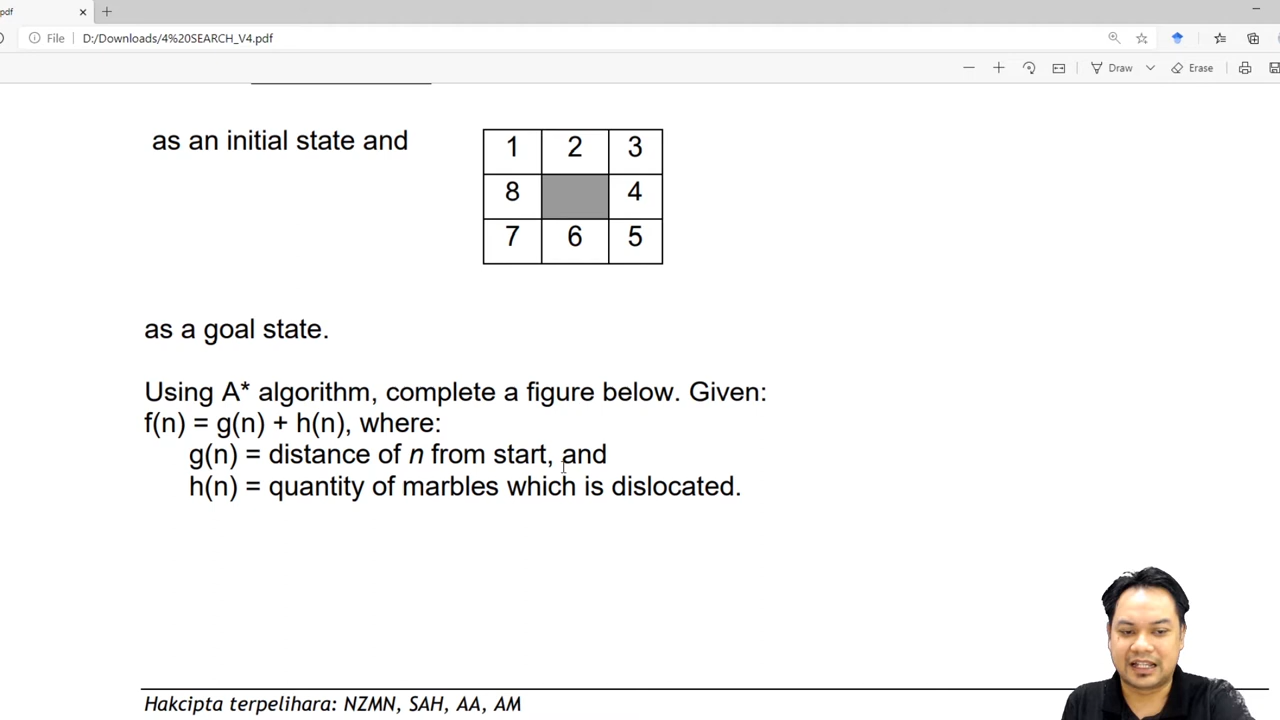 pdf
File D:/Downloads/4%20SEARCH_V4.pdf
Draw Erase
as an initial state and
1 2 3
8 4
7 6 5
as a goal state.
Using A* algorithm, complete a figure below. Given:
f(n) = g(n) + h(n), where:
g(n) = distance of n from start, and
h(n) = quantity of marbles which is dislocated.
Hakcipta terpelihara: NZMN, SAH, AA, AM